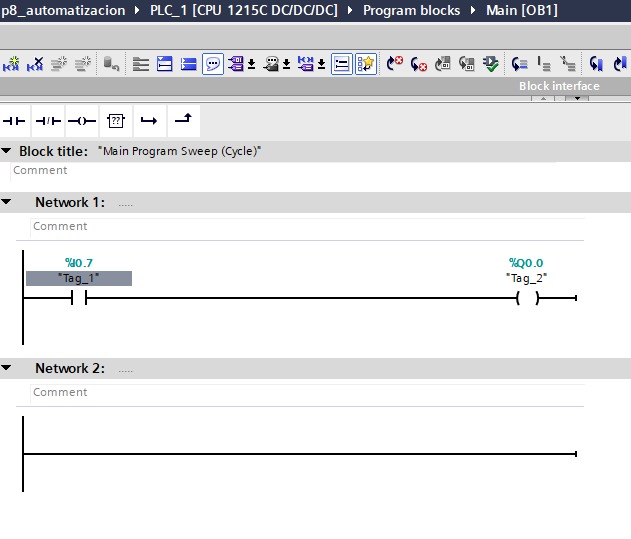 p8_automatizacion ▸ PLC_1 [CPU 1215C DC/DC/DC] ▸ Program blocks ▸ Main [OB1]
Block interface
??
Block title: "Main Program Sweep (Cycle)"
Comment
Network 1: .....
Comment
%I0.7 %Q0.0
"Tag_1" "Tag_2"
Network 2: .....
Comment